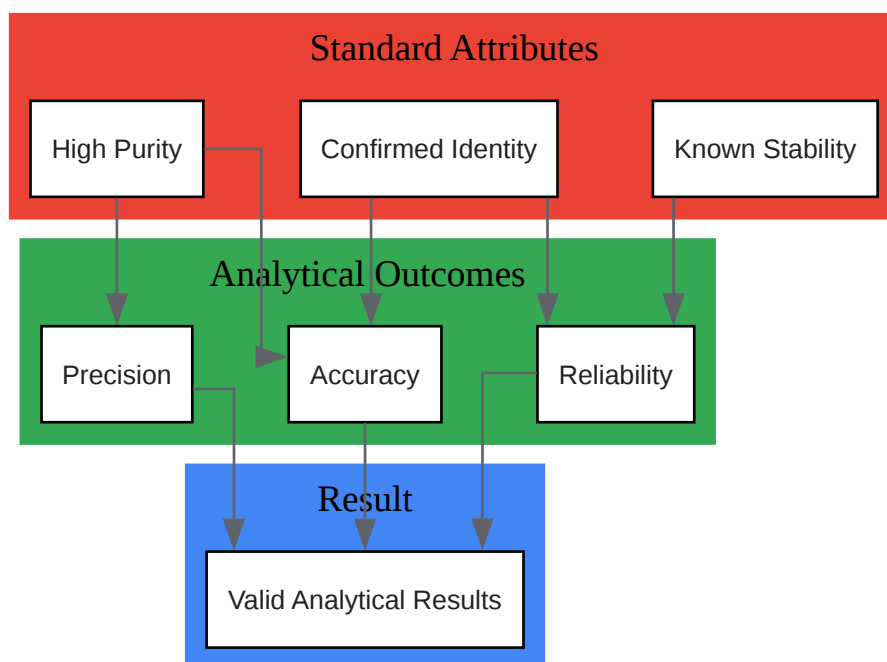 Standard Attributes
High Purity
Confirmed Identity
Known Stability
Analytical Outcomes
Precision
Accuracy
Reliability
Result
Valid Analytical Results